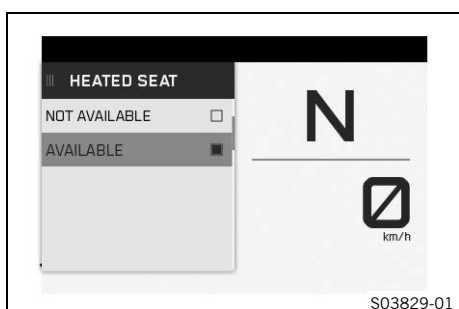 HEATED SEAT
NOT AVAILABLE
AVAILABLE
N
0
km/h
S03829-01